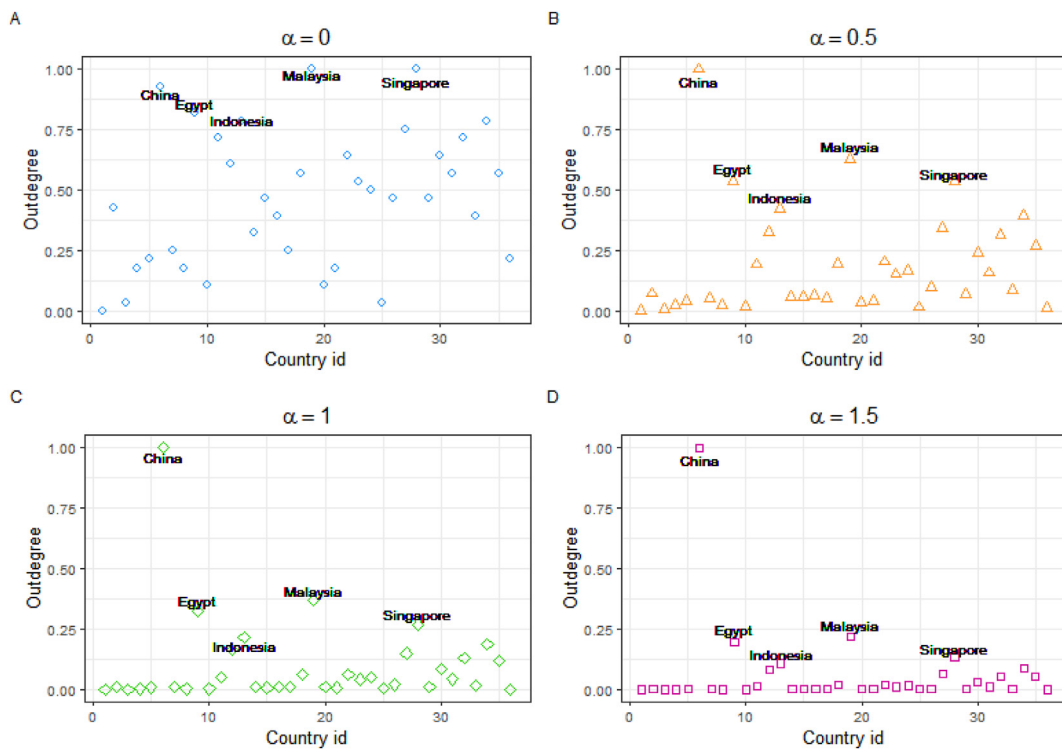 A
α = 0
Outdegree
1.00
0.75
0.50
0.25
0.00
China
Egypt
Indonesia
Malaysia
Singapore
0
10
20
30
Country id
B
α = 0.5
Outdegree
1.00
0.75
0.50
0.25
0.00
China
Egypt
Indonesia
Malaysia
Singapore
0
10
20
30
Country id
C
α = 1
Outdegree
1.00
0.75
0.50
0.25
0.00
China
Egypt
Indonesia
Malaysia
Singapore
0
10
20
30
Country id
D
α = 1.5
Outdegree
1.00
0.75
0.50
0.25
0.00
China
Egypt
Indonesia
Malaysia
Singapore
0
10
20
30
Country id